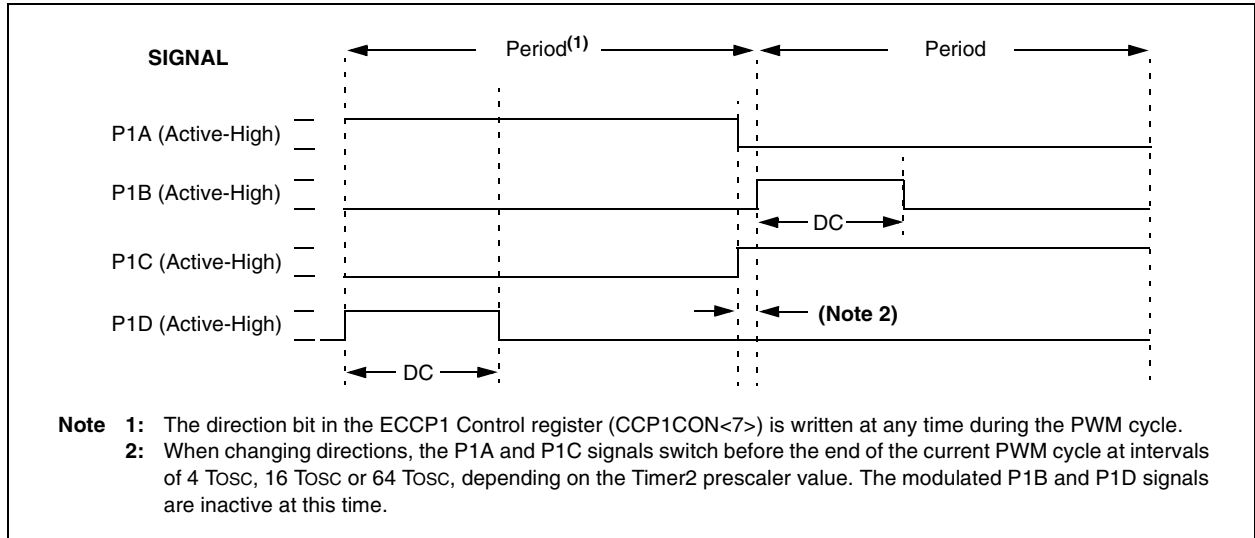 Period(1)
Period
SIGNAL
P1A (Active-High)
P1B (Active-High)
DC
P1C (Active-High)
P1D (Active-High)
(Note 2)
DC
Note 1: The direction bit in the ECCP1 Control register (CCP1CON<7>) is written at any time during the PWM cycle.
2: When changing directions, the P1A and P1C signals switch before the end of the current PWM cycle at intervals
of 4 TOSC, 16 TOSC or 64 TOSC, depending on the Timer2 prescaler value. The modulated P1B and P1D signals
are inactive at this time.